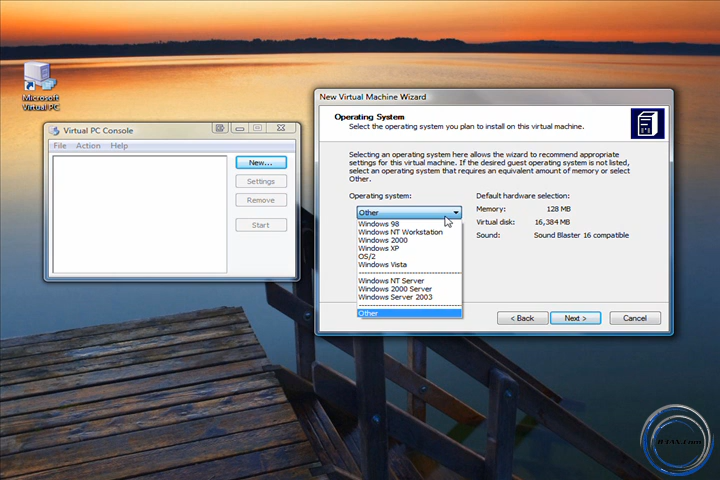 Microsoft
Virtual PC
Virtual PC Console
File Action Help
New...
Settings
Remove
Start
New Virtual Machine Wizard
Operating System
Select the operating system you plan to install on this virtual machine.
Selecting an operating system here allows the wizard to recommend appropriate
settings for this virtual machine. If the desired guest operating system is not listed,
select an operating system that requires an equivalent amount of memory or select
Other.
Operating system:
Other
Windows 98
Windows NT Workstation
Windows 2000
Windows XP
OS/2
Windows Vista
Windows NT Server
Windows 2000 Server
Windows Server 2003
Other
Default hardware selection:
Memory: 128 MB
Virtual disk: 16,384 MB
Sound: Sound Blaster 16 compatible
< Back Next > Cancel